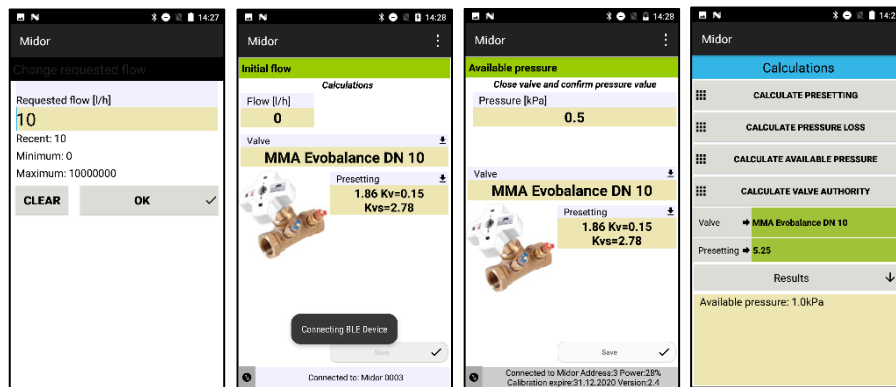 14:27
Midor
Change requested flow
Requested flow [l/h]
10
Recent: 10
Minimum: 0
Maximum: 10000000
CLEAR
OK
14:28
Midor
Initial flow
Calculations
Flow [l/h]
0
Valve
MMA Evobalance DN 10
Presetting
1.86 Kv=0.15
Kvs=2.78
Connecting BLE Device
Save
Connected to: Midor 0003
14:28
Midor
Available pressure
Close valve and confirm pressure value
Pressure [kPa]
0.5
Valve
MMA Evobalance DN 10
Presetting
1.86 Kv=0.15
Kvs=2.78
Save
Connected to Midor Address:3 Power:28%
Calibration expire:31.12.2020 Version:2.4
Midor
Calculations
CALCULATE PRESETTING
CALCULATE PRESSURE LOSS
CALCULATE AVAILABLE PRESSURE
CALCULATE VALVE AUTHORITY
Valve MMA Evobalance DN 10
Presetting 5.25
Results
Available pressure: 1.0kPa